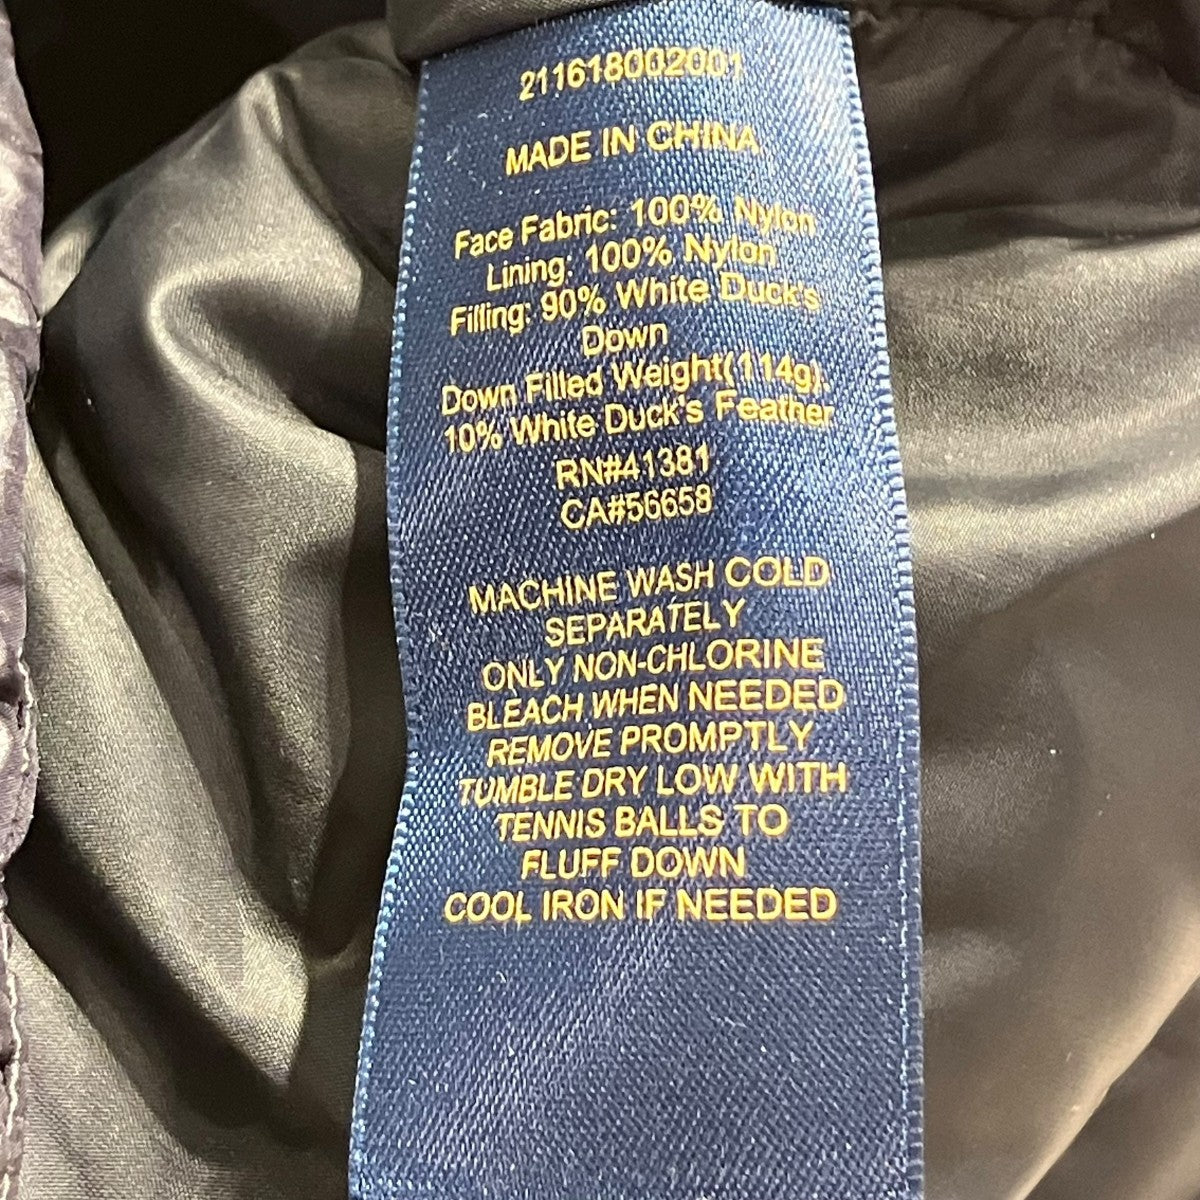 211618002001
MADE IN CHINA
Face Fabric: 100% Nylon
Lining: 100% Nylon
Filling: 90% White Duck's
Down
Down Filled Weight(114g).
10% White Duck's Feather
RN#41381
CA#56658
MACHINE WASH COLD
SEPARATELY
ONLY NON-CHLORINE
BLEACH WHEN NEEDED
REMOVE PROMPTLY
TUMBLE DRY LOW WITH
TENNIS BALLS TO
FLUFF DOWN
COOL IRON IF NEEDED